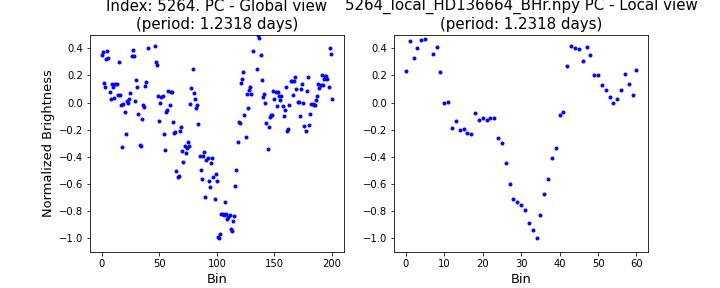 Index: 5264. PC - Global view
(period: 1.2318 days)
5264_local_HD136664_BHr.npy PC - Local view
(period: 1.2318 days)
Normalized Brightness
0.4
0.2
0.0
−0.2
−0.4
−0.6
−0.8
−1.0
0 50 100 150 200
Bin
0.4
0.2
0.0
−0.2
−0.4
−0.6
−0.8
−1.0
0 10 20 30 40 50 60
Bin